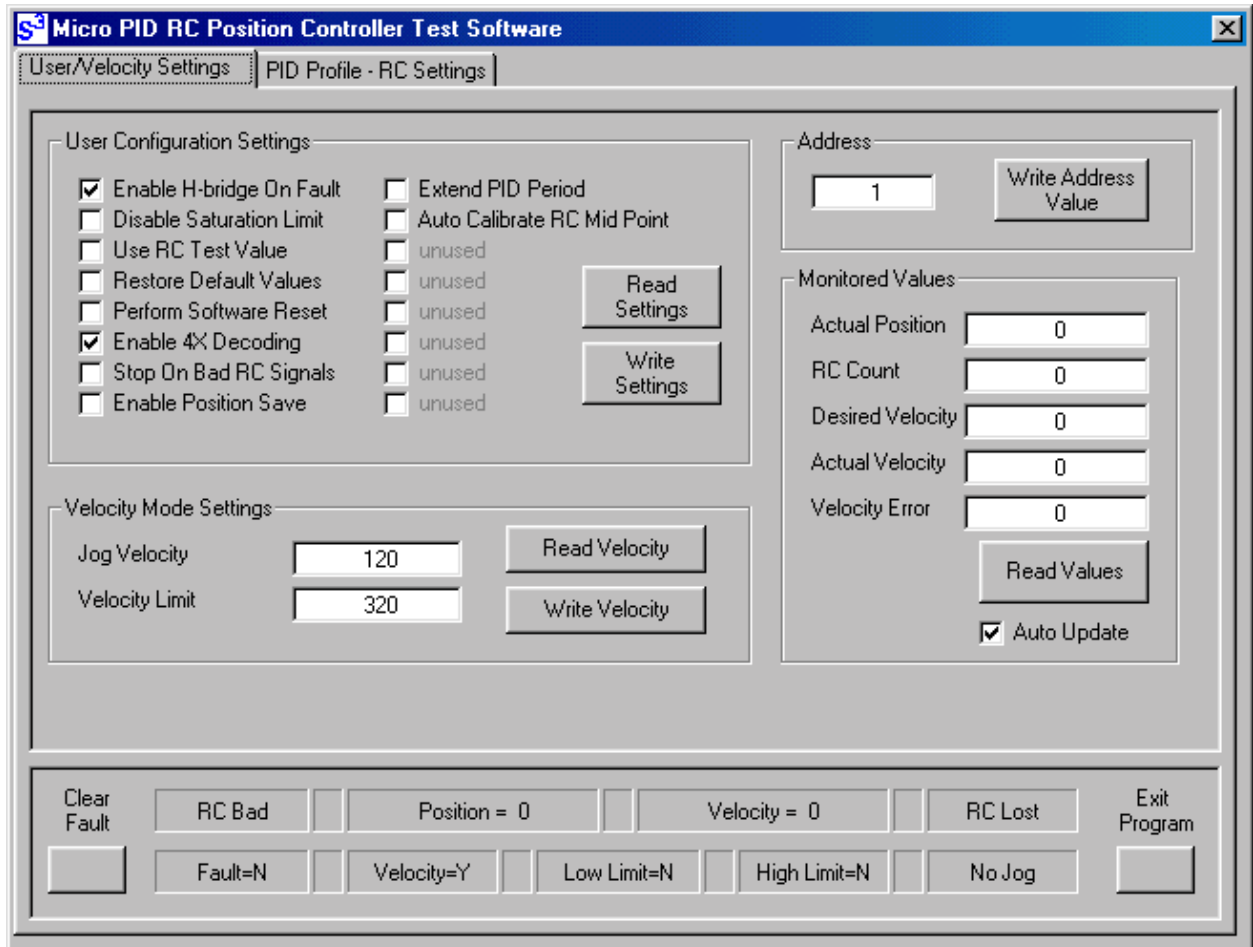 S3 Micro PID RC Position Controller Test Software
User/Velocity Settings
PID Profile - RC Settings
User Configuration Settings
Enable H-bridge On Fault
Disable Saturation Limit
Use RC Test Value
Restore Default Values
Perform Software Reset
Enable 4X Decoding
Stop On Bad RC Signals
Enable Position Save
Extend PID Period
Auto Calibrate RC Mid Point
unused
unused
unused
unused
unused
unused
Read
Settings
Write
Settings
Address
1
Write Address
Value
Monitored Values
Actual Position
0
RC Count
0
Desired Velocity
0
Actual Velocity
0
Velocity Error
0
Read Values
Auto Update
Velocity Mode Settings
Jog Velocity
120
Velocity Limit
320
Read Velocity
Write Velocity
Clear
Fault
RC Bad
Position = 0
Velocity = 0
RC Lost
Fault=N
Velocity=Y
Low Limit=N
High Limit=N
No Jog
Exit
Program